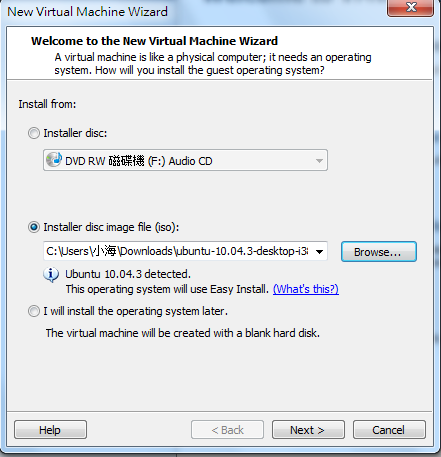 New Virtual Machine Wizard
Welcome to the New Virtual Machine Wizard
A virtual machine is like a physical computer; it needs an operating
system. How will you install the guest operating system?
Install from:
Installer disc:
DVD RW 磁碟機 (F:) Audio CD
Installer disc image file (iso):
C:\Users\小海\Downloads\ubuntu-10.04.3-desktop-i38
Browse...
Ubuntu 10.04.3 detected.
This operating system will use Easy Install. (What's this?)
I will install the operating system later.
The virtual machine will be created with a blank hard disk.
Help
< Back
Next >
Cancel